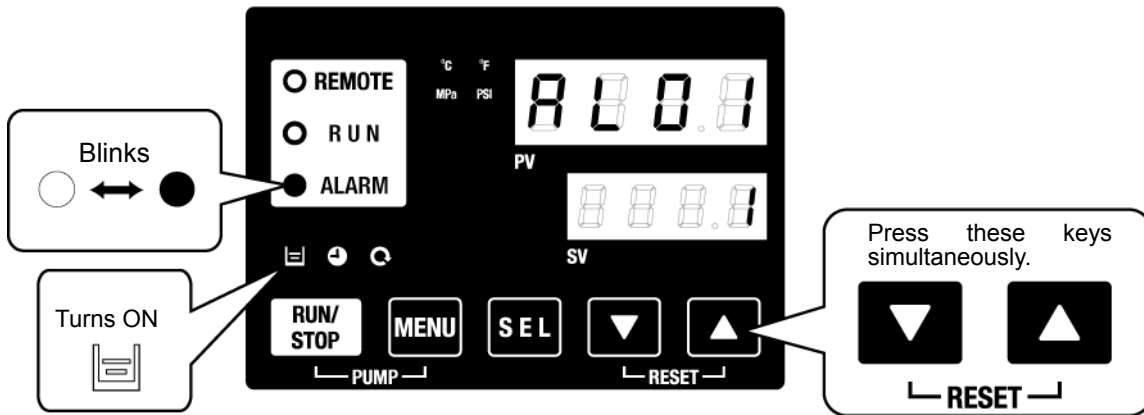 REMOTE
RUN
ALARM
°C °F
MPa PSI
AL01
PV
1
SV
Blinks
Turns ON
RUN/
STOP
MENU
SEL
PUMP
RESET
Press these keys
simultaneously.
RESET